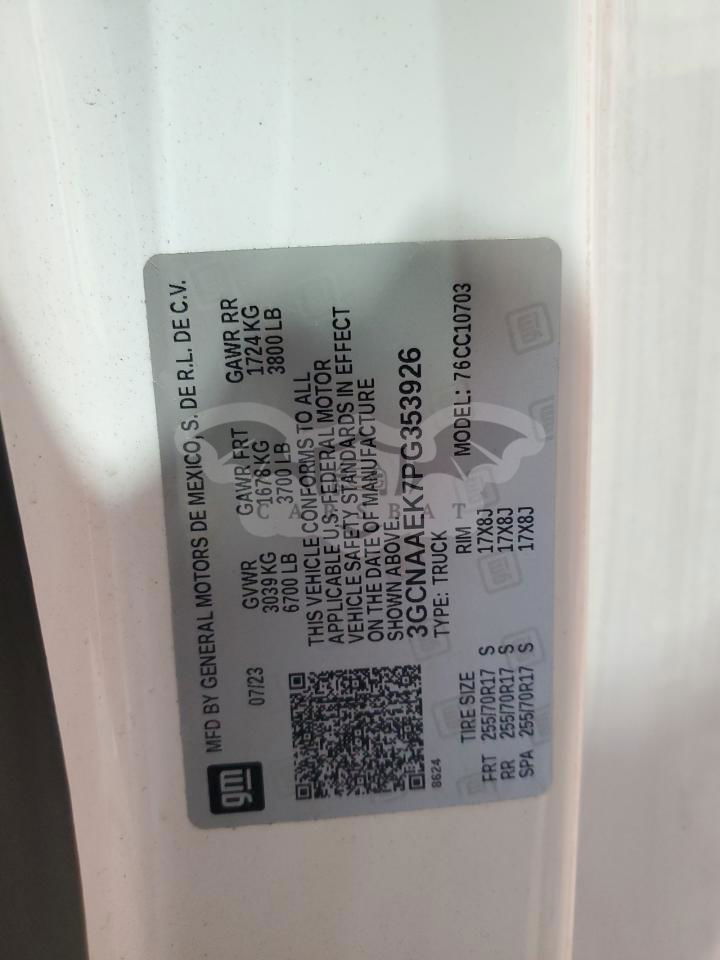 gm
MFD BY GENERAL MOTORS DE MEXICO, S. DE R.L. DE C.V.
07/23
GVWR GAWR FRT GAWR RR
3039 KG 1678 KG 1724 KG
6700 LB 3700 LB 3800 LB
THIS VEHICLE CONFORMS TO ALL
APPLICABLE U.S. FEDERAL MOTOR
VEHICLE SAFETY STANDARDS IN EFFECT
ON THE DATE OF MANUFACTURE
SHOWN ABOVE.
3GCNAAEK7PG353926
8624
TYPE: TRUCK MODEL: 76CC10703
TIRE SIZE RIM
FRT 255/70R17 S 17X8J
RR 255/70R17 S 17X8J
SPA 255/70R17 S 17X8J
CARSBAT